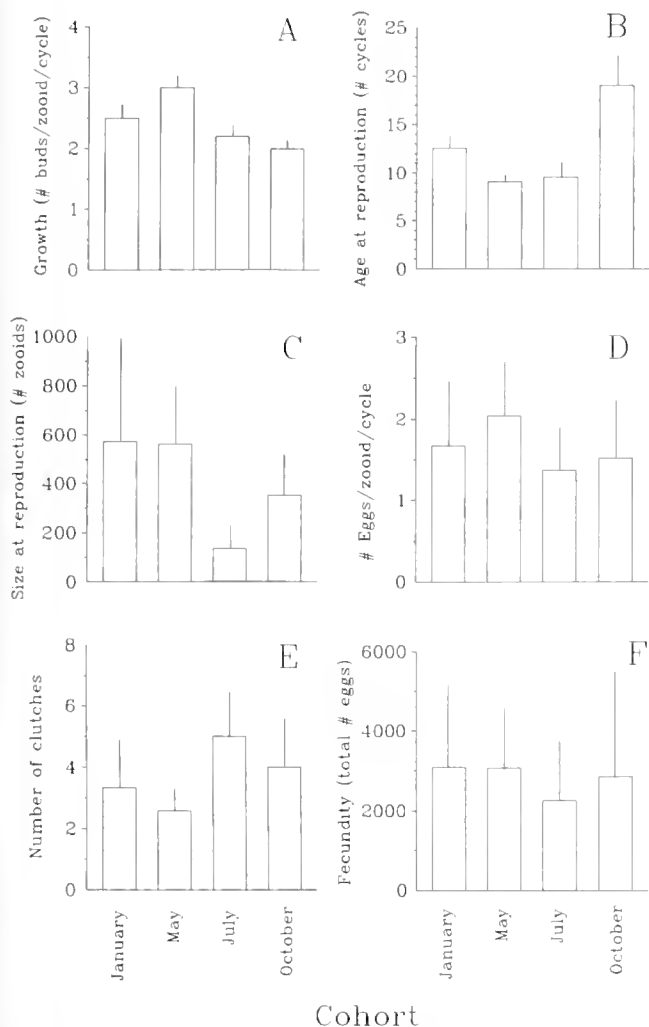 A
Growth (# buds/zooid/cycle)
4
3
2
1
0
B
Age at reproduction (# cycles)
25
20
15
10
5
0
C
Size at reproduction (# zooids)
1000
800
600
400
200
0
D
# Eggs/zooid/cycle
3
2
1
0
E
Number of clutches
8
6
4
2
0
January
May
July
October
F
Fecundity (total # eggs)
6000
4000
2000
0
January
May
July
October
Cohort